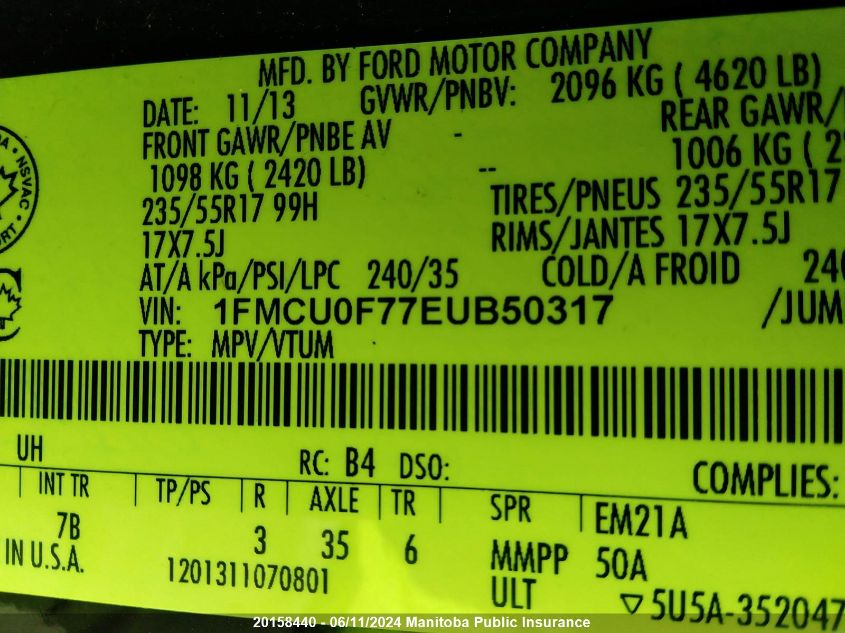 MFD. BY FORD MOTOR COMPANY
DATE: 11/13 GVWR/PNBV: 2096 KG ( 4620 LB)
FRONT GAWR/PNBE AV - REAR GAWR/
1098 KG ( 2420 LB) -- 1006 KG ( 2
235/55R17 99H TIRES/PNEUS 235/55R17
17X7.5J RIMS/JANTES 17X7.5J
AT/A kPa/PSI/LPC 240/35 COLD/A FROID 240
VIN: 1FMCU0F77EUB50317 /JUM
TYPE: MPV/VTUM
NSVAC
UH RC: B4 DSO: COMPLIES:
INT TR TP/PS R AXLE TR SPR EM21A
7B 3 35 6 MMPP 50A
IN U.S.A. 1201311070801 ULT ▽5U5A-352047
20158440 - 06/11/2024 Manitoba Public Insurance